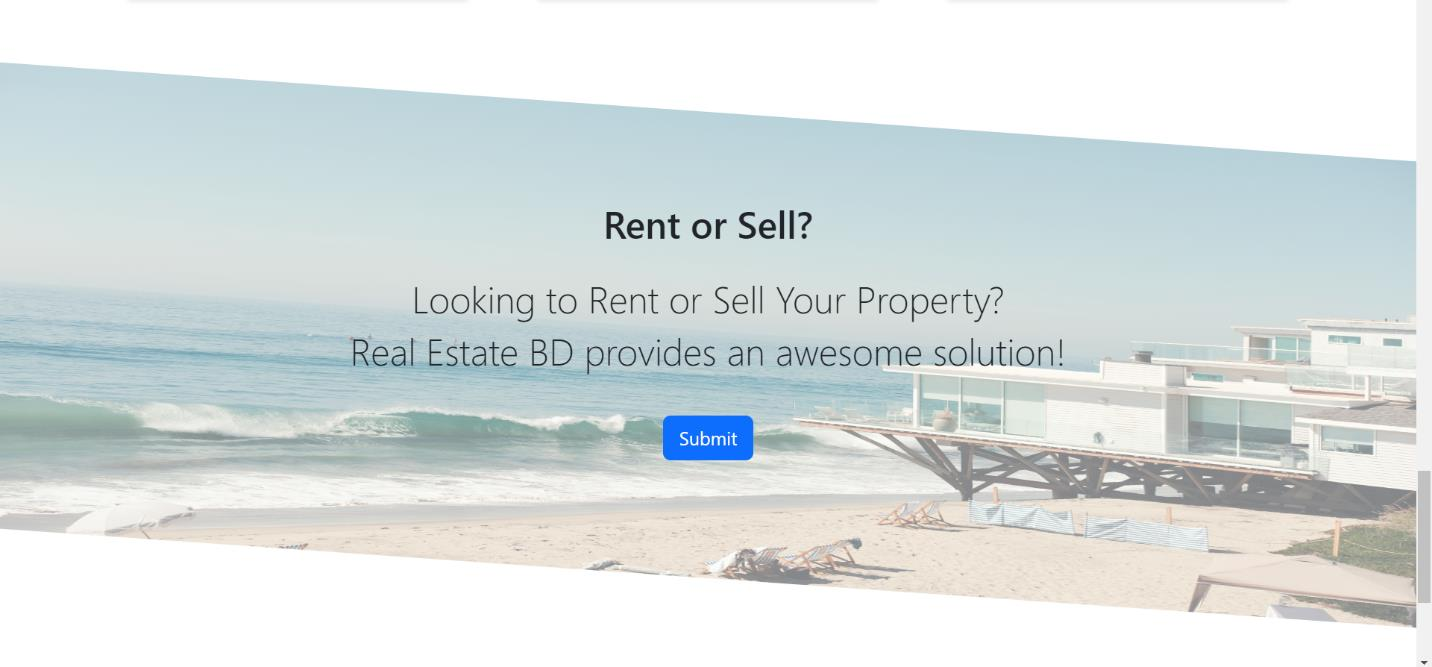 Rent or Sell?
Looking to Rent or Sell Your Property?
Real Estate BD provides an awesome solution!
Submit